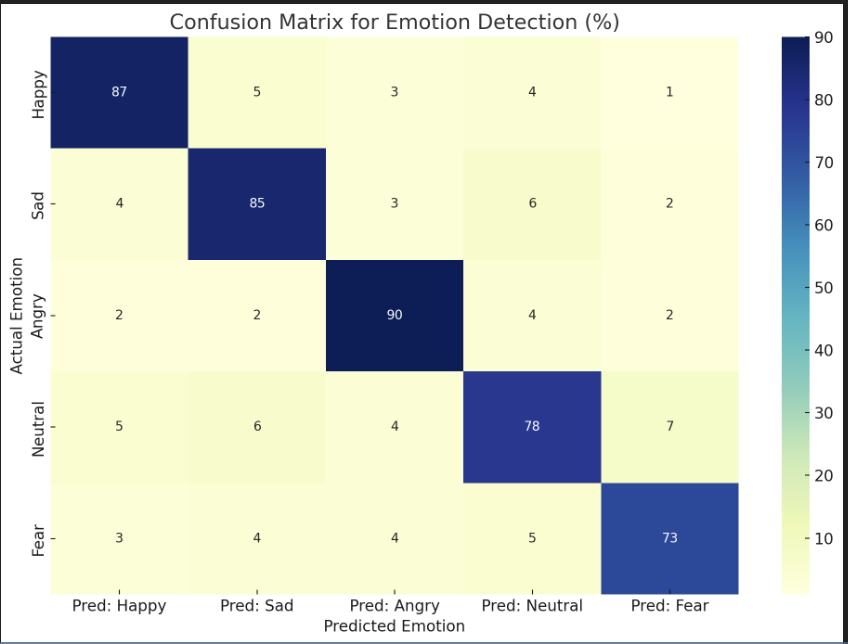 Confusion Matrix for Emotion Detection (%)
Happy 87 5 3 4 1
Sad 4 85 3 6 2
Angry 2 2 90 4 2
Neutral 5 6 4 78 7
Fear 3 4 4 5 73
Pred: Happy Pred: Sad Pred: Angry Pred: Neutral Pred: Fear
Predicted Emotion
Actual Emotion
90
80
70
60
50
40
30
20
10